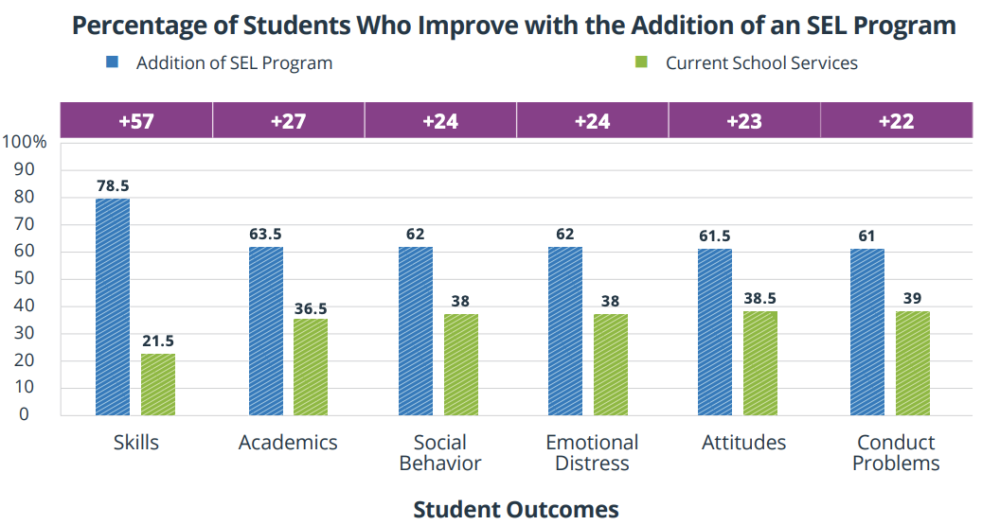 Percentage of Students Who Improve with the Addition of an SEL Program
Addition of SEL Program
Current School Services
+57
+27
+24
+24
+23
+22
100%
90
80
70
60
50
40
30
20
10
0
78.5
21.5
63.5
36.5
62
38
62
38
61.5
38.5
61
39
Skills
Academics
Social
Behavior
Emotional
Distress
Attitudes
Conduct
Problems
Student Outcomes